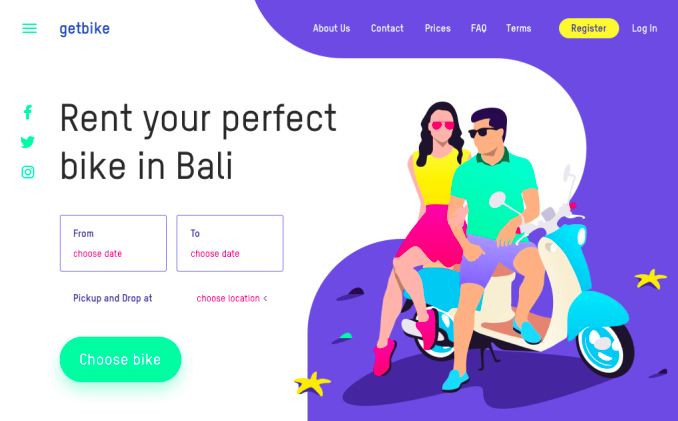 getbike
About Us Contact Prices FAQ Terms Register Log In
Rent your perfect
bike in Bali
From To
choose date choose date
Pickup and Drop at choose location <
Choose bike